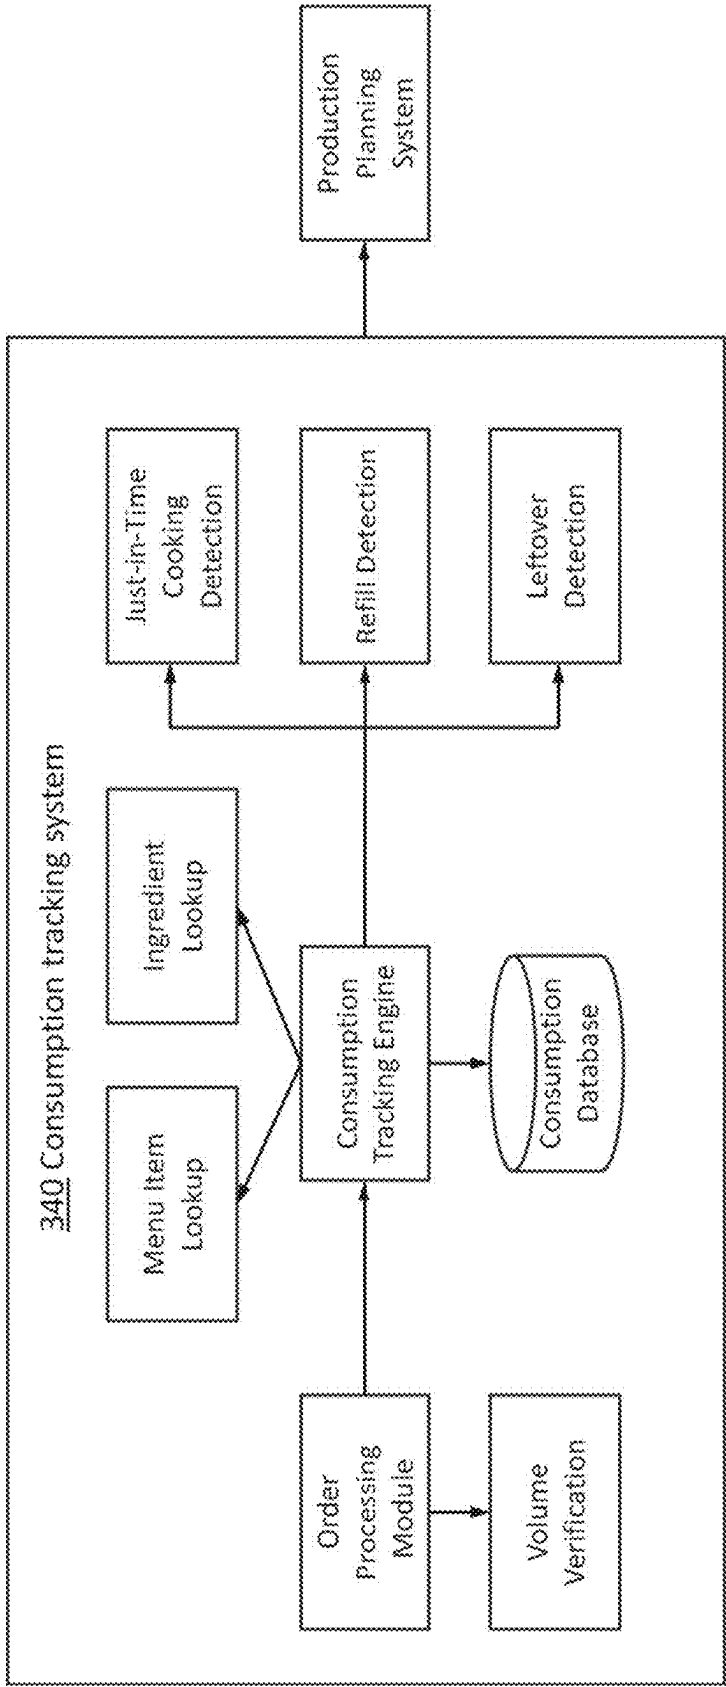 340 Consumption tracking system
Menu Item
Lookup
Ingredient
Lookup
Just-in-Time
Cooking
Detection
Order
Processing
Module
Consumption
Tracking Engine
Refill Detection
Production
Planning
System
Volume
Verification
Consumption
Database
Leftover
Detection